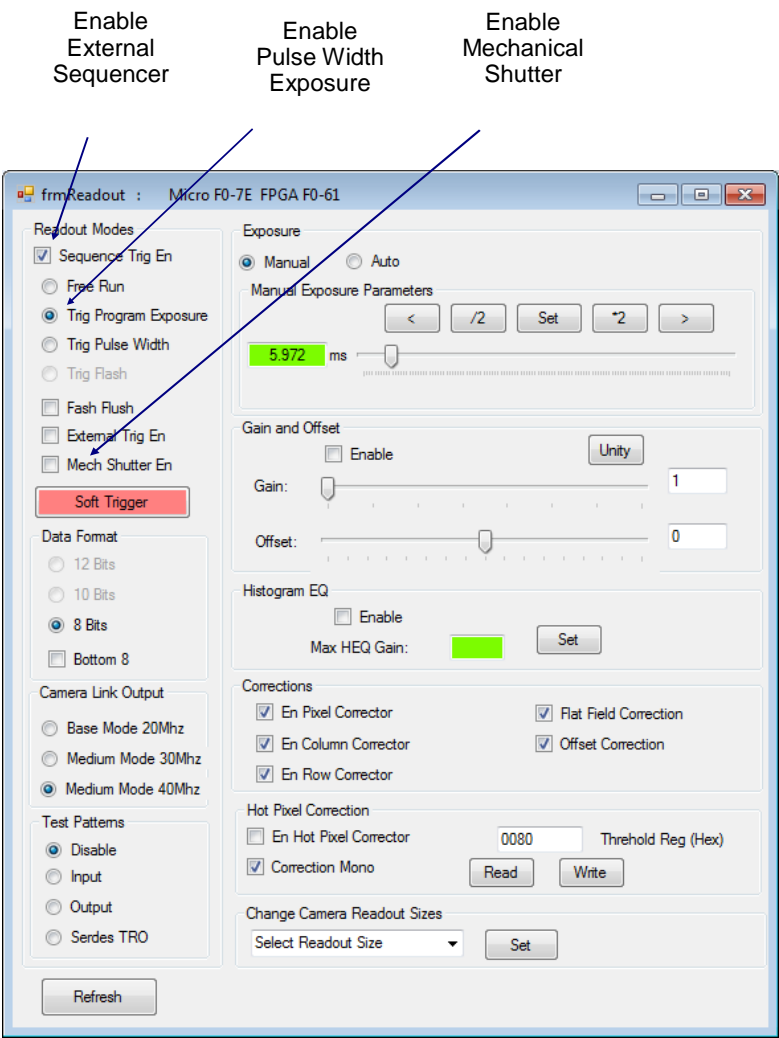 Enable
External
Sequencer
Enable
Pulse Width
Exposure
Enable
Mechanical
Shutter
frmReadout : Micro F0-7E FPGA F0-61
Readout Modes
Sequence Trig En
Free Run
Trig Program Exposure
Trig Pulse Width
Trig Flash
Fash Flush
External Trig En
Mech Shutter En
Soft Trigger
Data Format
12 Bits
10 Bits
8 Bits
Bottom 8
Camera Link Output
Base Mode 20Mhz
Medium Mode 30Mhz
Medium Mode 40Mhz
Test Patterns
Disable
Input
Output
Serdes TRO
Refresh
Exposure
Manual Auto
Manual Exposure Parameters
< /2 Set *2 >
5.972 ms
Gain and Offset
Enable Unity
Gain: 1
Offset: 0
Histogram EQ
Enable
Max HEQ Gain: Set
Corrections
En Pixel Corrector Flat Field Correction
En Column Corrector Offset Correction
En Row Corrector
Hot Pixel Correction
En Hot Pixel Corrector 0080 Threhold Reg (Hex)
Correction Mono Read Write
Change Camera Readout Sizes
Select Readout Size Set